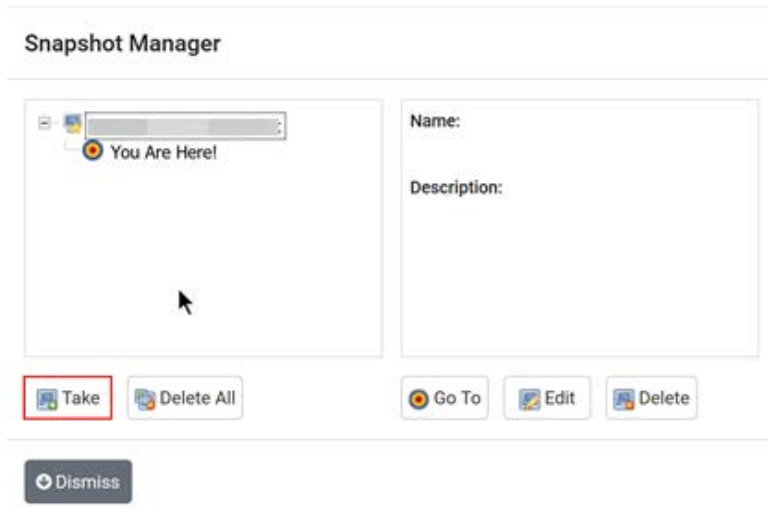 Snapshot Manager
You Are Here!
Name:
Description:
Take
Delete All
Go To
Edit
Delete
Dismiss